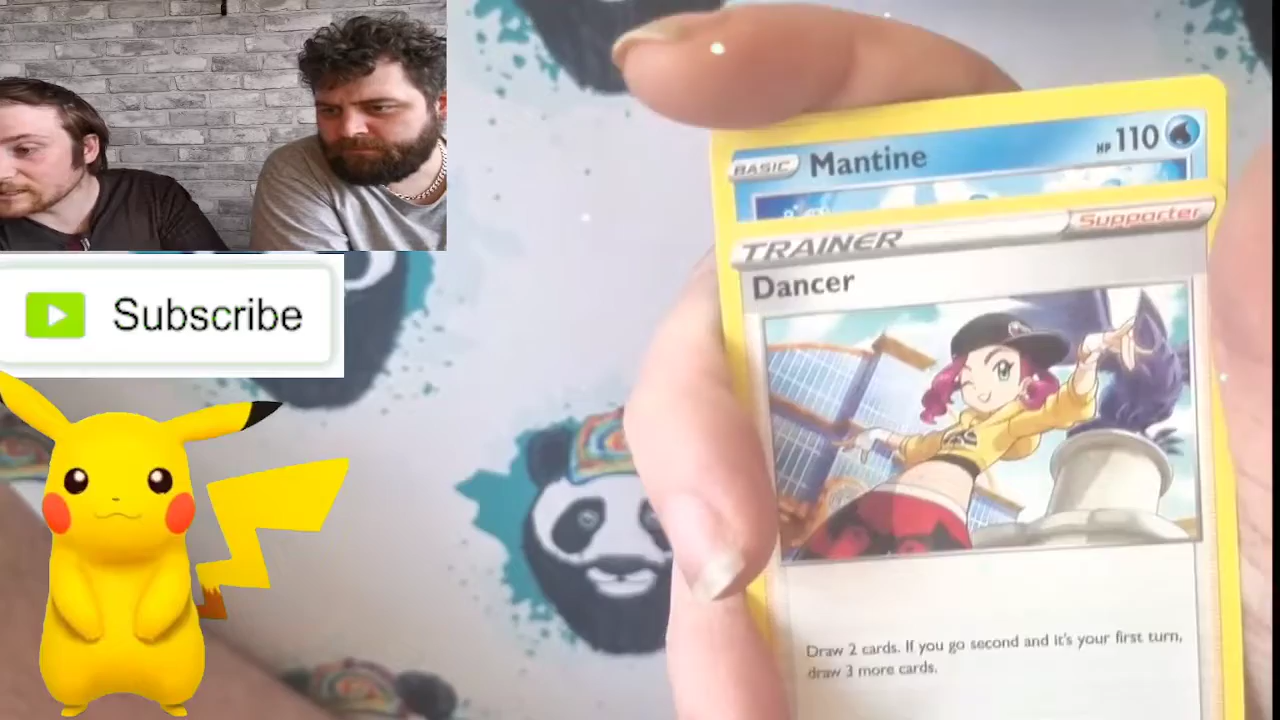 Subscribe
BASIC Mantine HP 110
TRAINER Supporter
Dancer
Draw 2 cards. If you go second and it's your first turn,
draw 3 more cards.